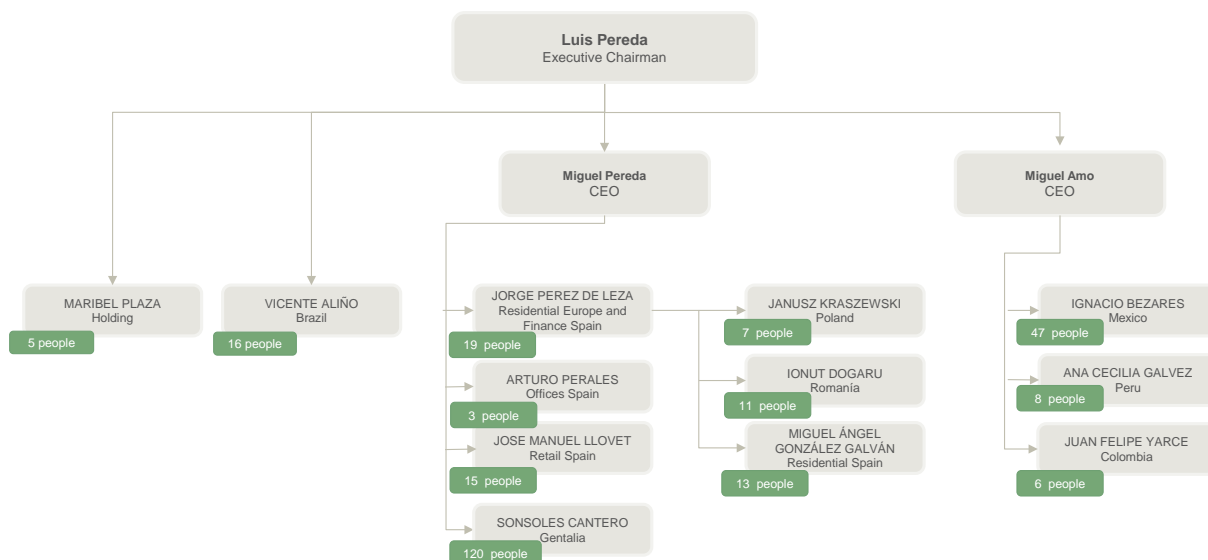 Luis Pereda
Executive Chairman
Miguel Pereda
CEO
Miguel Amo
CEO
MARIBEL PLAZA
Holding
5 people
VICENTE ALIÑO
Brazil
16 people
JORGE PEREZ DE LEZA
Residential Europe and
Finance Spain
19 people
ARTURO PERALES
Offices Spain
3 people
JOSE MANUEL LLOVET
Retail Spain
15 people
SONSOLES CANTERO
Gentalia
120 people
JANUSZ KRASZEWSKI
Poland
7 people
IONUT DOGARU
Romanía
11 people
MIGUEL ÁNGEL
GONZÁLEZ GALVÁN
Residential Spain
13 people
IGNACIO BEZARES
Mexico
47 people
ANA CECILIA GALVEZ
Peru
8 people
JUAN FELIPE YARCE
Colombia
6 people